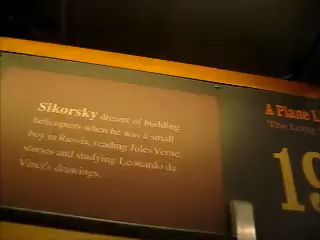 Sikorsky dreamt of building
helicopters when he was a small
boy in Russia, reading Jules Verne
stories and studying Leonardo da
Vinci's drawings.
A Plane L
The Long
19